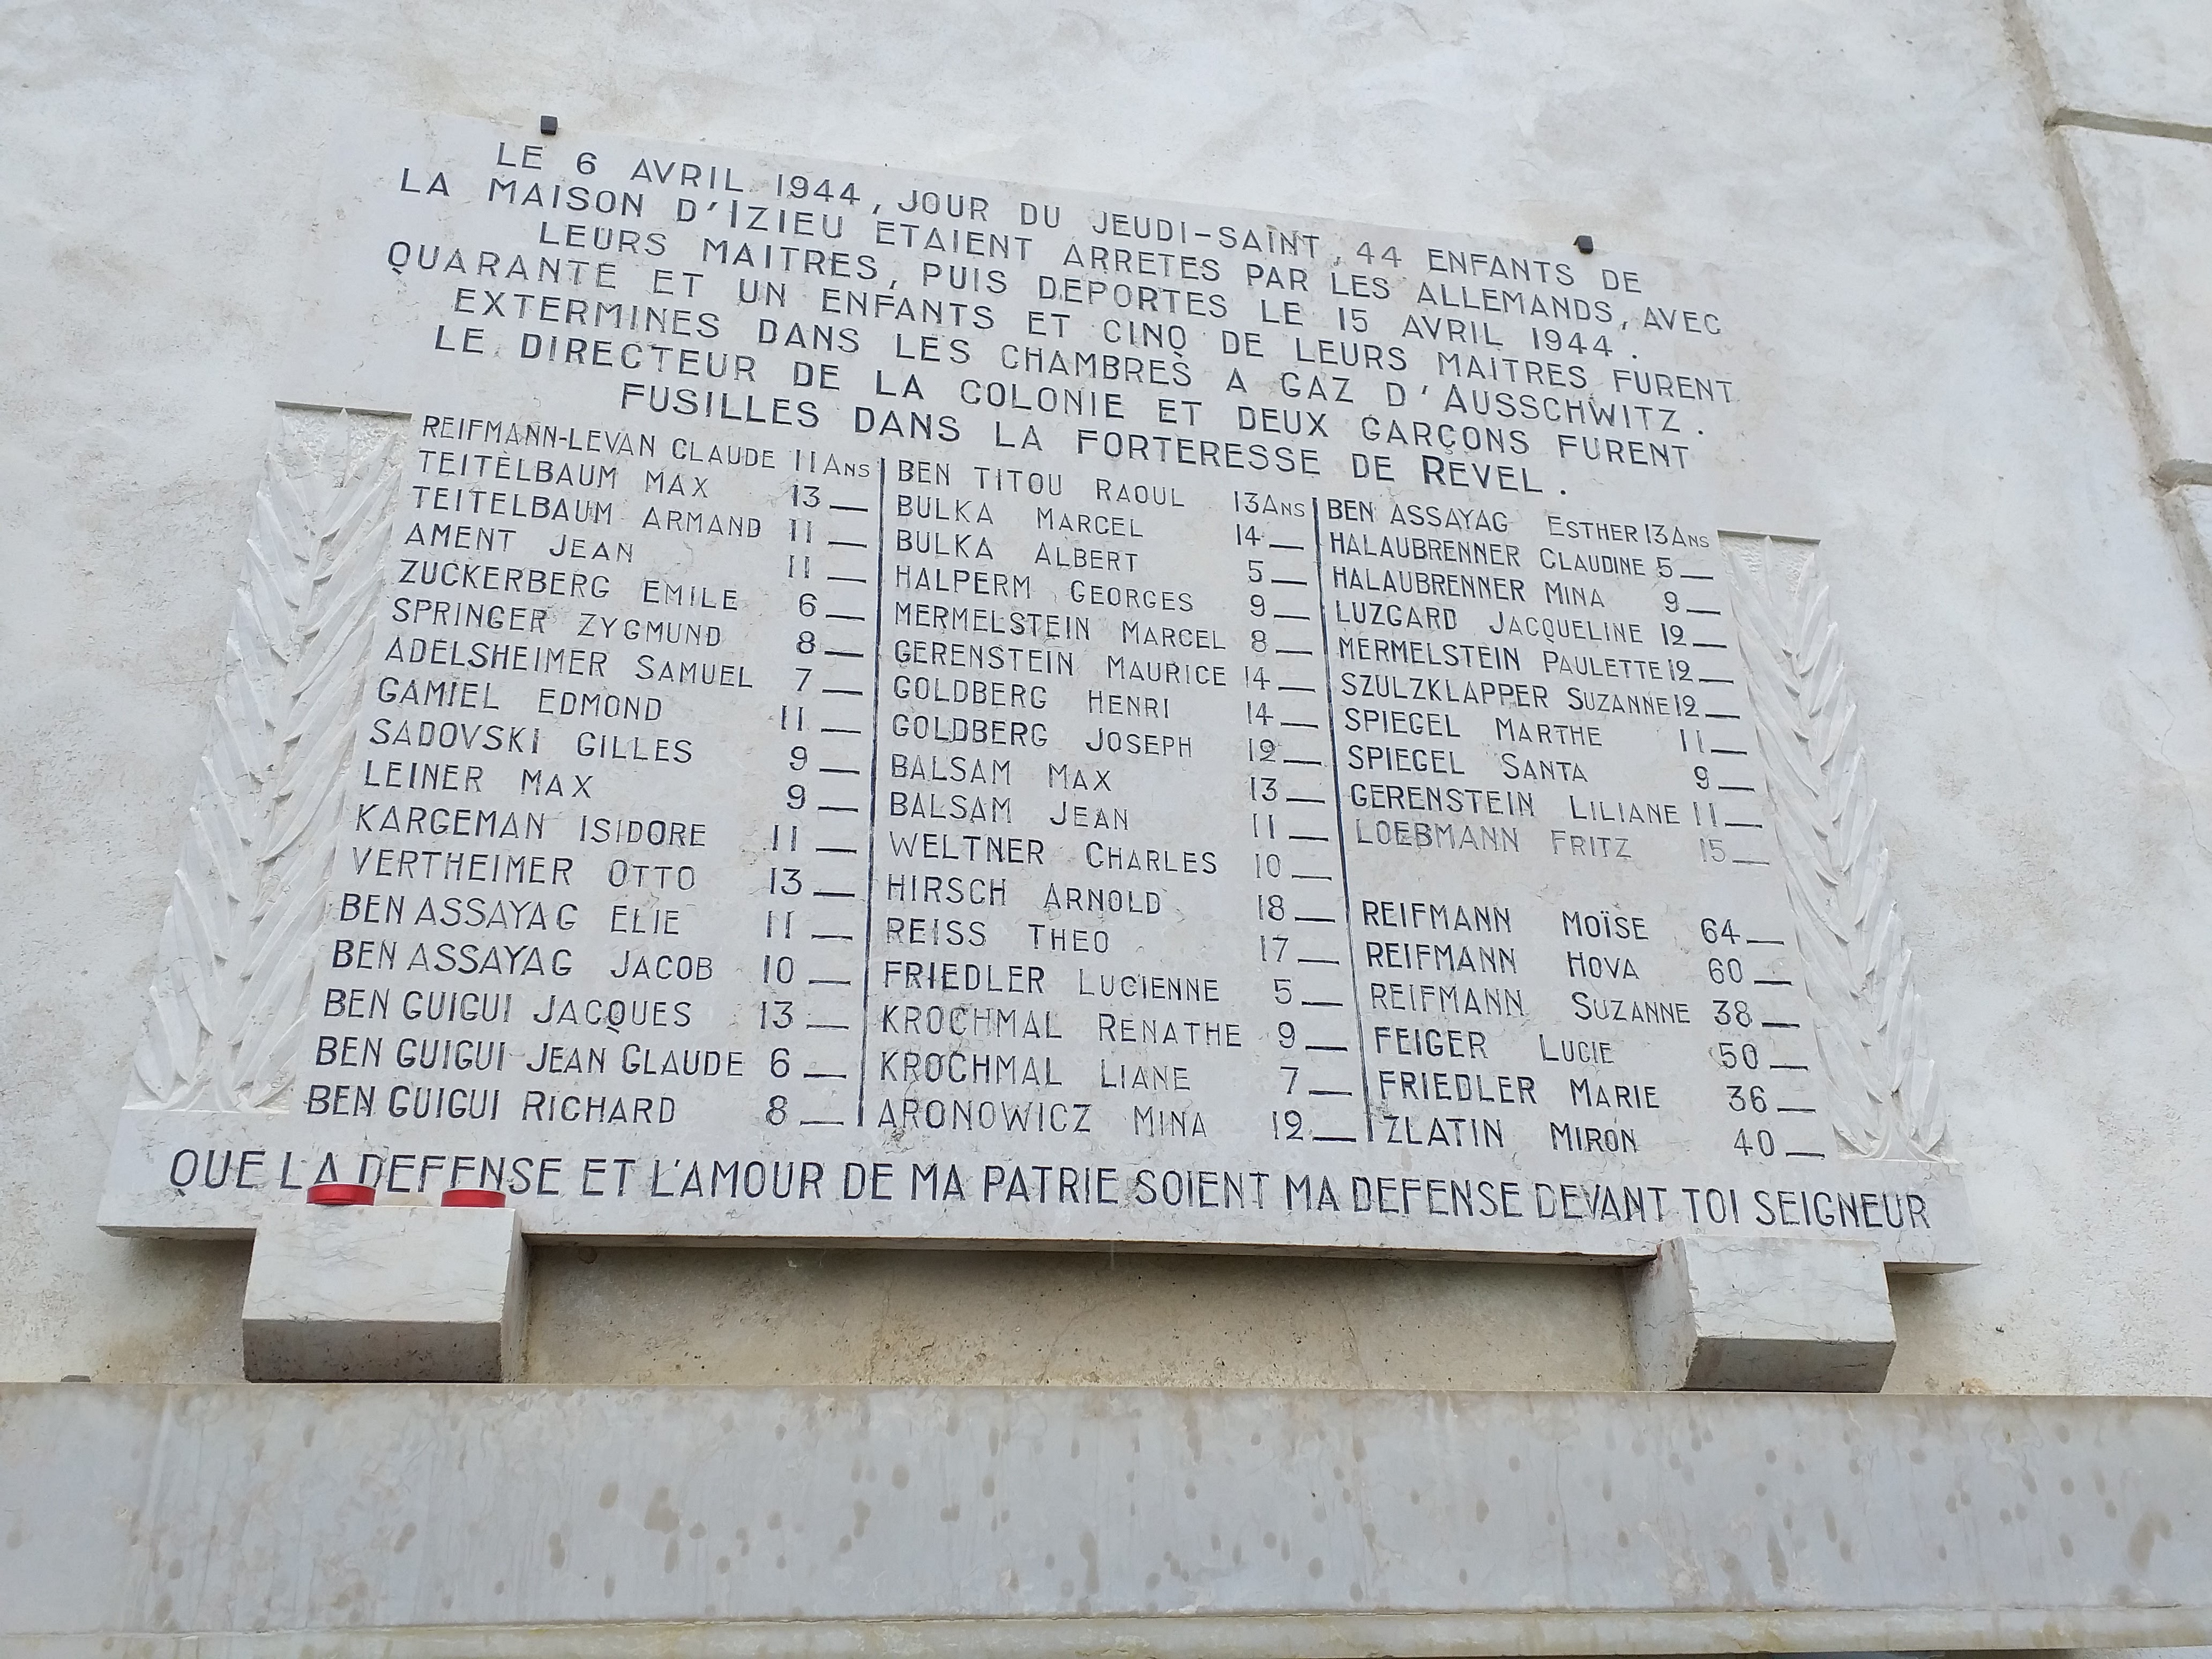 LE 6 AVRIL 1944, JOUR DU JEUDI-SAINT, 44 ENFANTS DE
LA MAISON D'IZIEU ETAIENT ARRETES PAR LES ALLEMANDS, AVEC
LEURS MAITRES, PUIS DEPORTES LE 15 AVRIL 1944.
QUARANTE ET UN ENFANTS ET CINQ DE LEURS MAITRES FURENT
EXTERMINES DANS LES CHAMBRES A GAZ D'AUSSCHWITZ.
LE DIRECTEUR DE LA COLONIE ET DEUX GARÇONS FURENT
FUSILLES DANS LA FORTERESSE DE REVEL.
REIFMANN-LEVAN CLAUDE 11 ANS
TEITELBAUM MAX 13 —
TEITELBAUM ARMAND 11 —
AMENT JEAN 11 —
ZUCKERBERG EMILE 6 —
SPRINGER ZYGMUND 8 —
ADELSHEIMER SAMUEL 7 —
GAMIEL EDMOND 11 —
SADOVSKI GILLES 9 —
LEINER MAX 9 —
KARGEMAN ISIDORE 11 —
VERTHEIMER OTTO 13 —
BEN ASSAYAG ELIE 11 —
BEN ASSAYAG JACOB 10 —
BEN GUIGUI JACQUES 13 —
BEN GUIGUI JEAN CLAUDE 6 —
BEN GUIGUI RICHARD 8 —
BEN TITOU RAOUL 13 ANS
BULKA MARCEL 14 —
BULKA ALBERT 5 —
HALPERM GEORGES 9 —
MERMELSTEIN MARCEL 8 —
GERENSTEIN MAURICE 14 —
GOLDBERG HENRI 14 —
GOLDBERG JOSEPH 12 —
BALSAM MAX 13 —
BALSAM JEAN 11 —
WELTNER CHARLES 10 —
HIRSCH ARNOLD 18 —
REISS THEO 17 —
FRIEDLER LUCIENNE 5 —
KROCHMAL RENATHE 9 —
KROCHMAL LIANE 7 —
ARONOWICZ MINA 12 —
BEN ASSAYAG ESTHER 13 ANS
HALAUBRENNER CLAUDINE 5 —
HALAUBRENNER MINA 9 —
LUZGARD JACQUELINE 12 —
MERMELSTEIN PAULETTE 12 —
SZULZKLAPPER SUZANNE 12 —
SPIEGEL MARTHE 11 —
SPIEGEL SANTA 9 —
GERENSTEIN LILIANE 11 —
LOEBMANN FRITZ 15 —
REIFMANN MOÏSE 64 —
REIFMANN HOVA 60 —
REIFMANN SUZANNE 38 —
FEIGER LUCIE 50 —
FRIEDLER MARIE 36 —
ZLATIN MIRON 40 —
QUE LA DEFENSE ET L'AMOUR DE MA PATRIE SOIENT MA DEFENSE DEVANT TOI SEIGNEUR